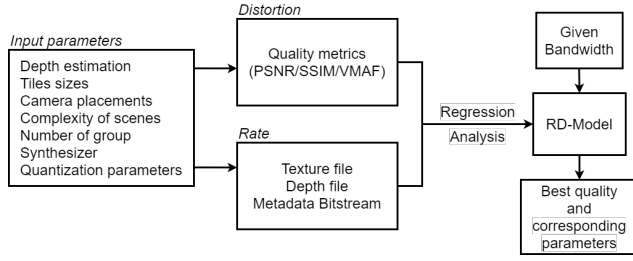 Input parameters
Depth estimation
Tiles sizes
Camera placements
Complexity of scenes
Number of group
Synthesizer
Quantization parameters
Distortion
Quality metrics
(PSNR/SSIM/VMAF)
Rate
Texture file
Depth file
Metadata Bitstream
Regression
Analysis
Given
Bandwidth
RD-Model
Best quality
and
corresponding
parameters